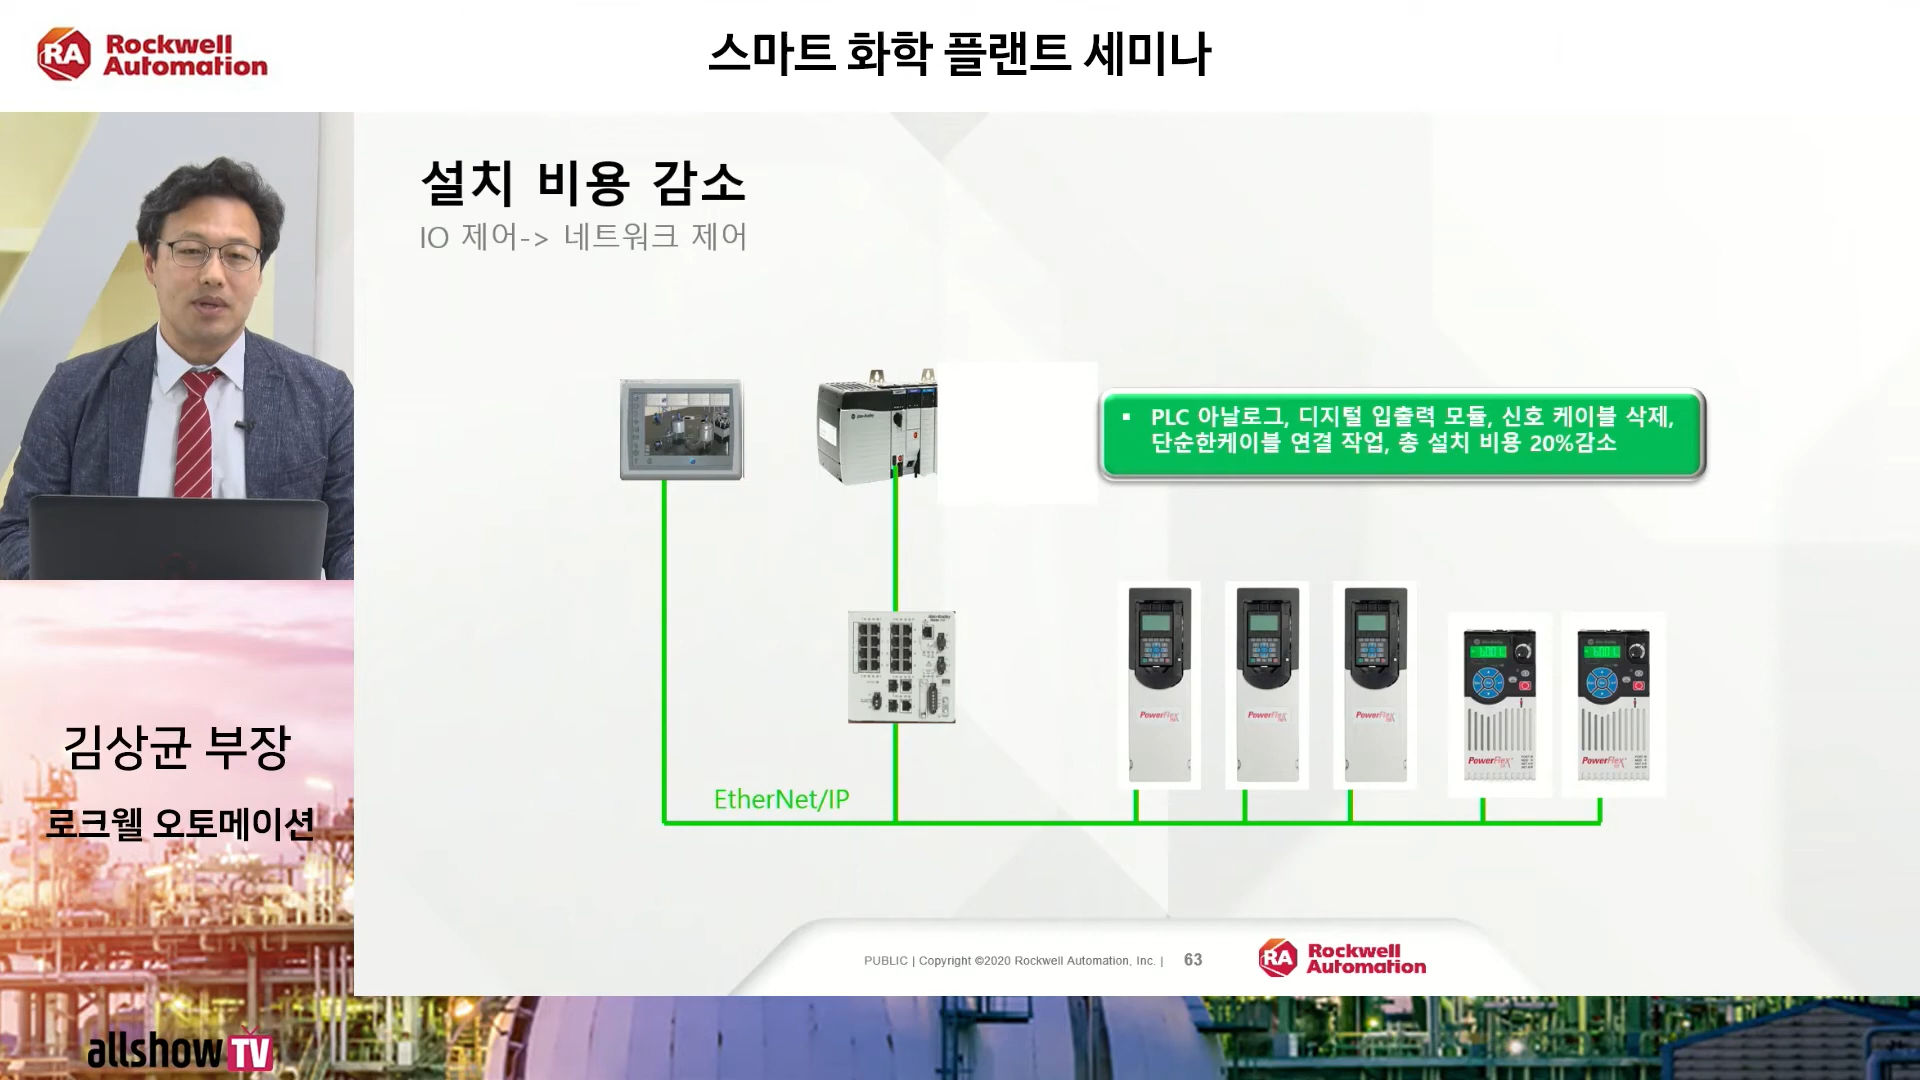 Rockwell
Automation
스마트 화학 플랜트 세미나
설치 비용 감소
IO 제어-> 네트워크 제어
▪ PLC 아날로그, 디지털 입출력 모듈, 신호 케이블 삭제,
단순한케이블 연결 작업, 총 설치 비용 20%감소
PowerFlex
PowerFlex
PowerFlex
PowerFlex
PowerFlex
EtherNet/IP
김상균 부장
로크웰 오토메이션
PUBLIC | Copyright ©2020 Rockwell Automation, Inc. | 63
RA Rockwell
Automation
allshow TV